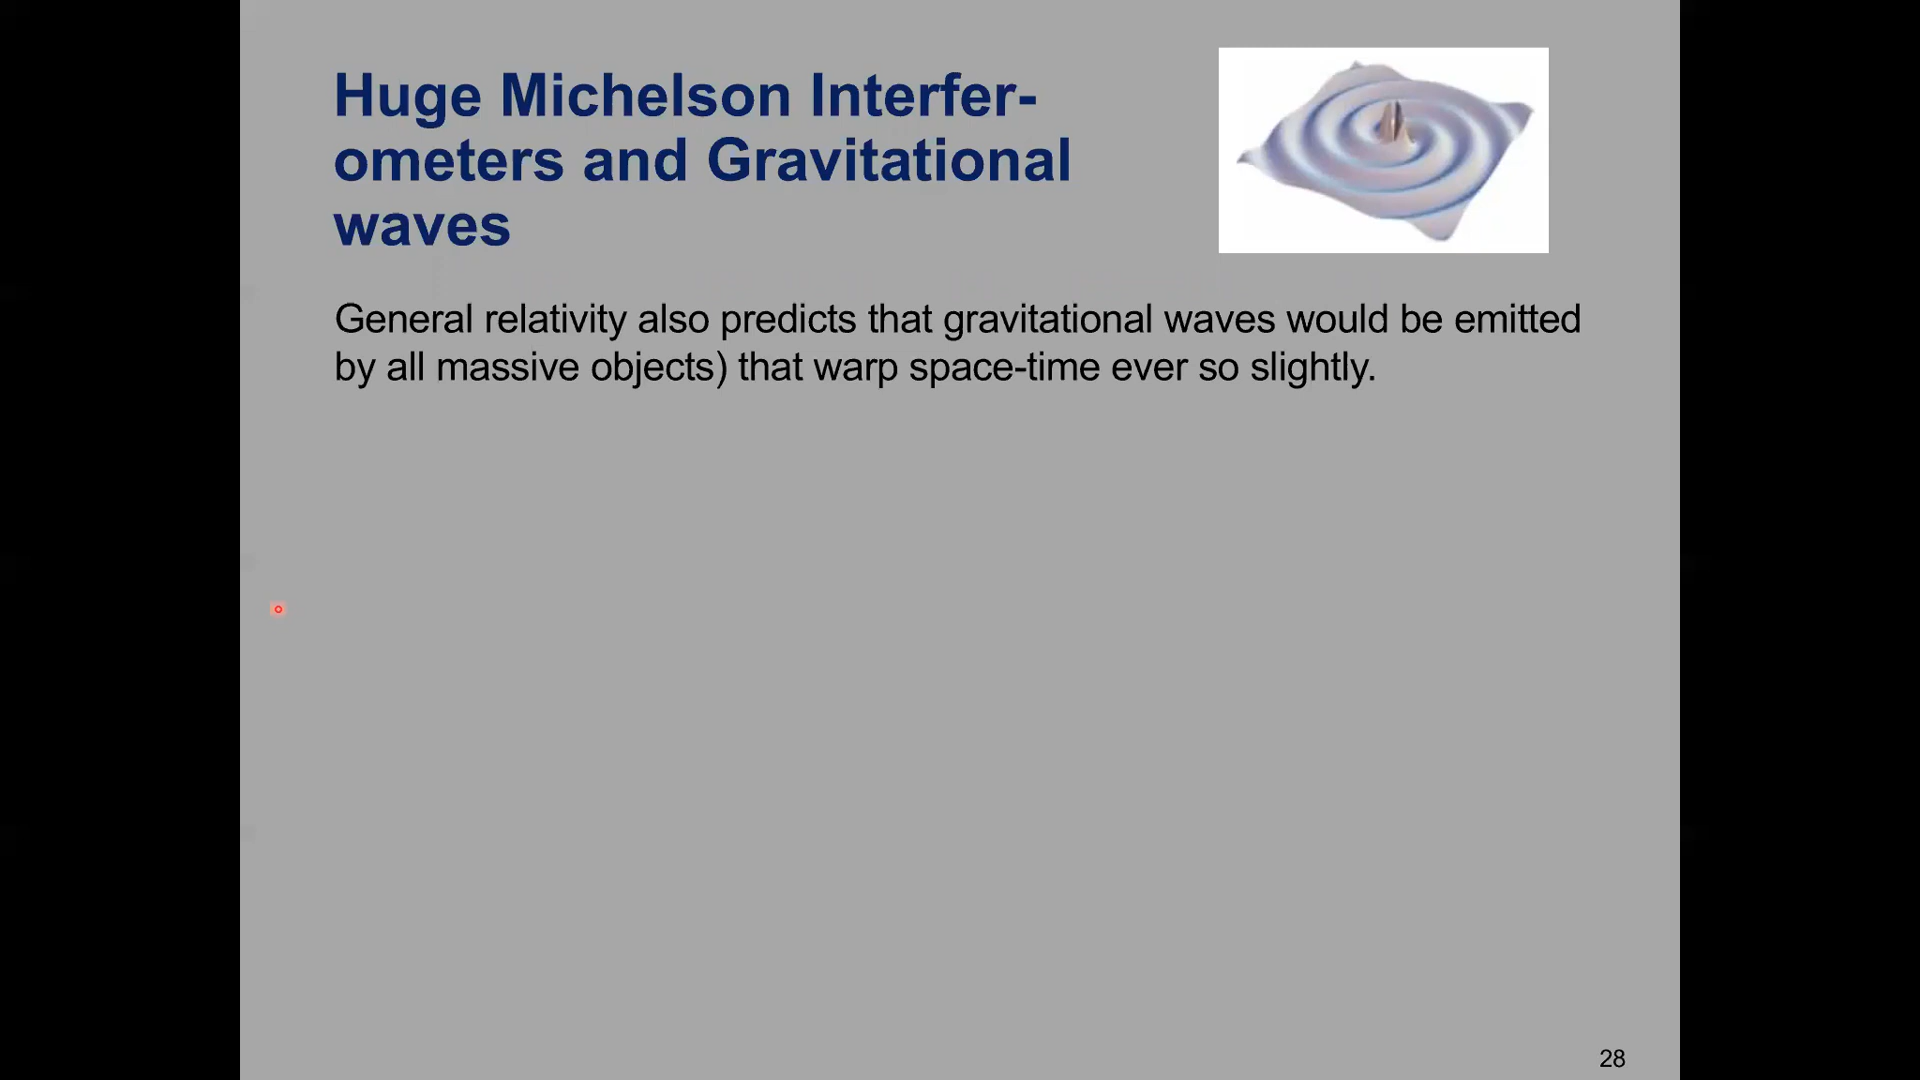 Huge Michelson Interfer-
ometers and Gravitational
waves
General relativity also predicts that gravitational waves would be emitted
by all massive objects) that warp space-time ever so slightly.
28